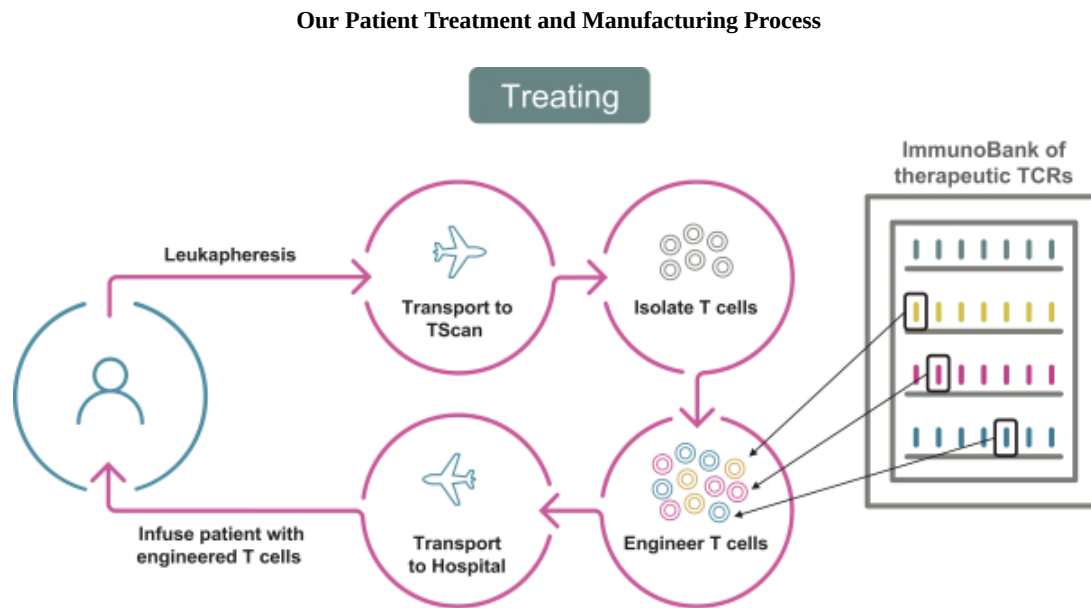 Our Patient Treatment and Manufacturing Process
Treating
ImmunoBank of
therapeutic TCRs
Leukapheresis
Transport to
TScan
Isolate T cells
Engineer T cells
Transport
to Hospital
Infuse patient with
engineered T cells